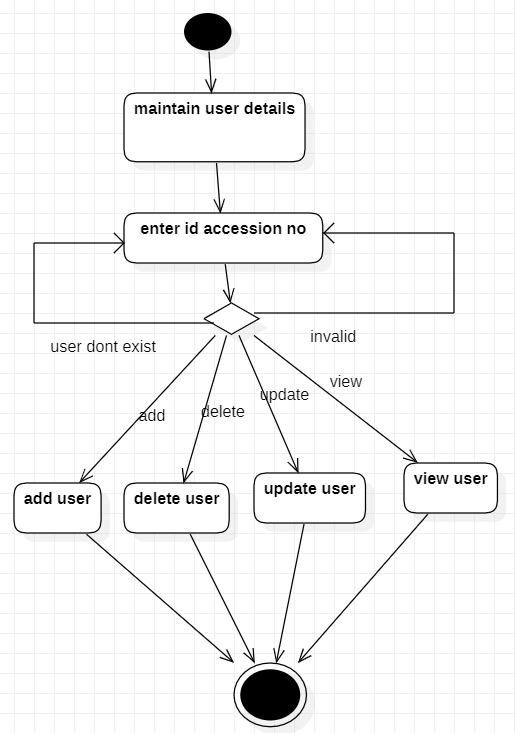 maintain user details
enter id accession no
invalid
user dont exist
view
update
delete
add
add user
delete user
update user
view user